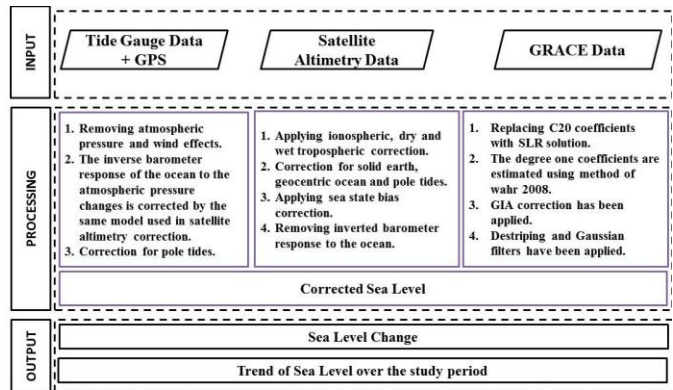 INPUT
Tide Gauge Data
+ GPS
Satellite
Altimetry Data
GRACE Data
PROCESSING
1. Removing atmospheric
pressure and wind effects.
2. The inverse barometer
response of the ocean to the
atmospheric pressure
changes is corrected by the
same model used in satellite
altimetry correction.
3. Correction for pole tides.
1. Applying ionospheric, dry and
wet tropospheric correction.
2. Correction for solid earth,
geocentric ocean and pole tides.
3. Applying sea state bias
correction.
4. Removing inverted barometer
response to the ocean.
1. Replacing C20 coefficients
with SLR solution.
2. The degree one coefficients are
estimated using method of
wahr 2008.
3. GIA correction has been
applied.
4. Destriping and Gaussian
filters have been applied.
Corrected Sea Level
OUTPUT
Sea Level Change
Trend of Sea Level over the study period